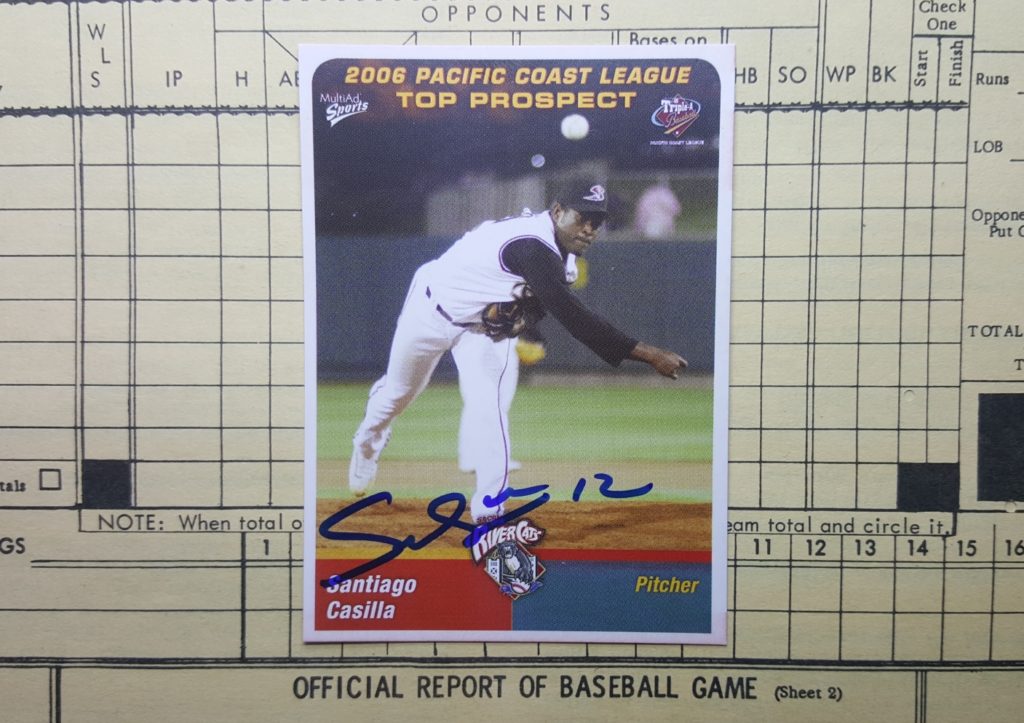 OPPONENTS
Check
One
W
L
S
IP
H
Bases on
HB
SO
WP
BK
Start
Finish
Runs
LOB
Put
TOTAL
2006 PACIFIC COAST LEAGUE
TOP PROSPECT
MultiAd
Sports
Triple-A
Baseball
PACIFIC COAST LEAGUE
12
RIVER CATS
Santiago
Casilla
Pitcher
tals
NOTE: When total
eam total and circle it.
GS
1
11
12
13
14
15
16
OFFICIAL REPORT OF BASEBALL GAME (Sheet 2)